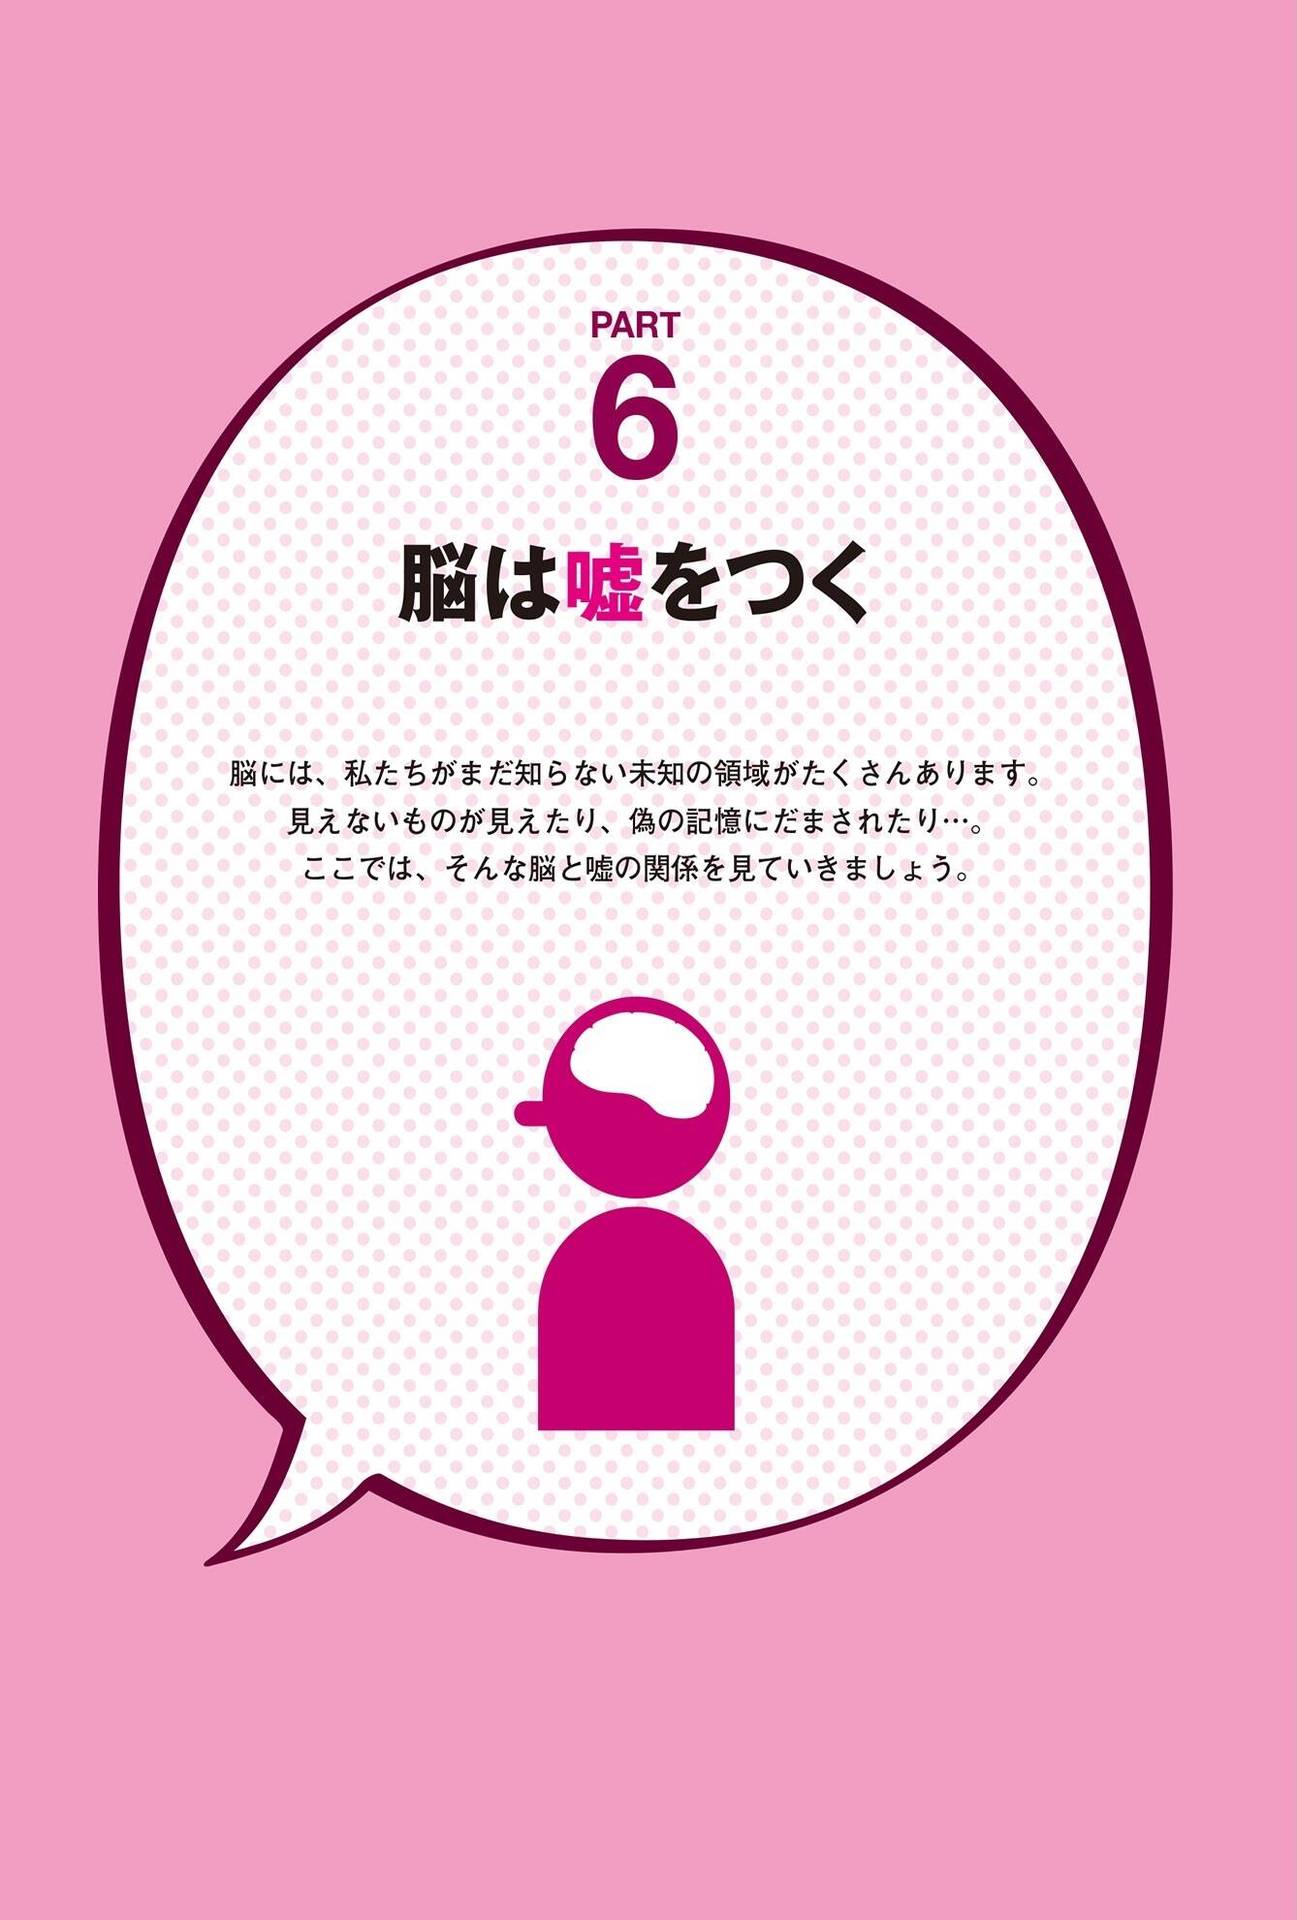 PART
6
脳は嘘をつく
脳には、私たちがまだ知らない未知の領域がたくさんあります。
見えないものが見えたり、偽の記憶にだまされたり…。
ここでは、そんな脳と嘘の関係を見ていきましょう。